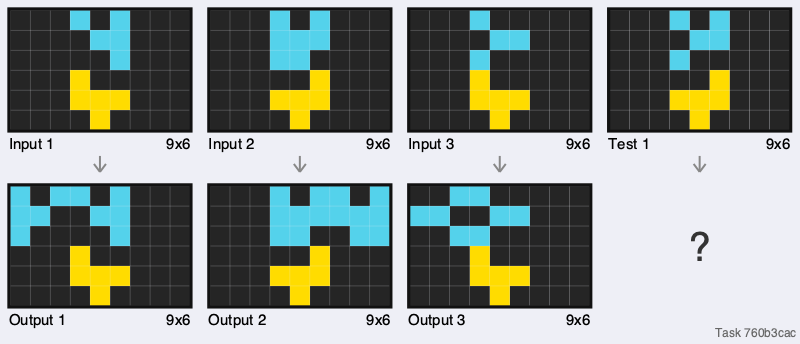 Input 1 9x6
Input 2 9x6
Input 3 9x6
Test 1 9x6
?
Output 1 9x6
Output 2 9x6
Output 3 9x6
Task 760b3cac